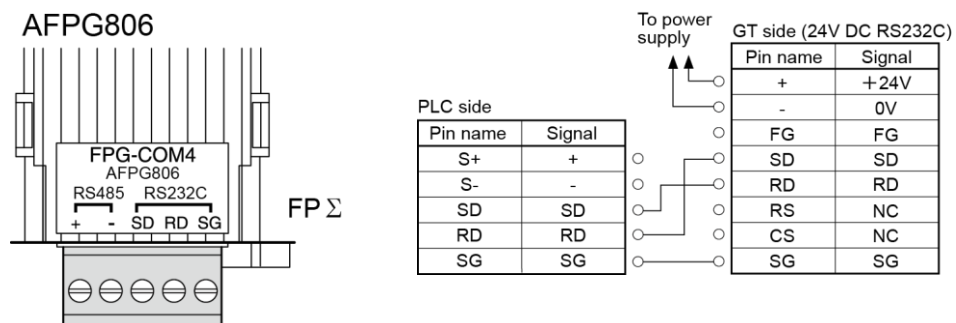 AFPG806
FPG-COM4
AFPG806
RS485 RS232C
+ - SD RD SG
FP Σ
To power
supply
GT side (24V DC RS232C)
Pin name Signal
+ +24V
- 0V
FG FG
SD SD
RD RD
RS NC
CS NC
SG SG
PLC side
Pin name Signal
S+ +
S- -
SD SD
RD RD
SG SG